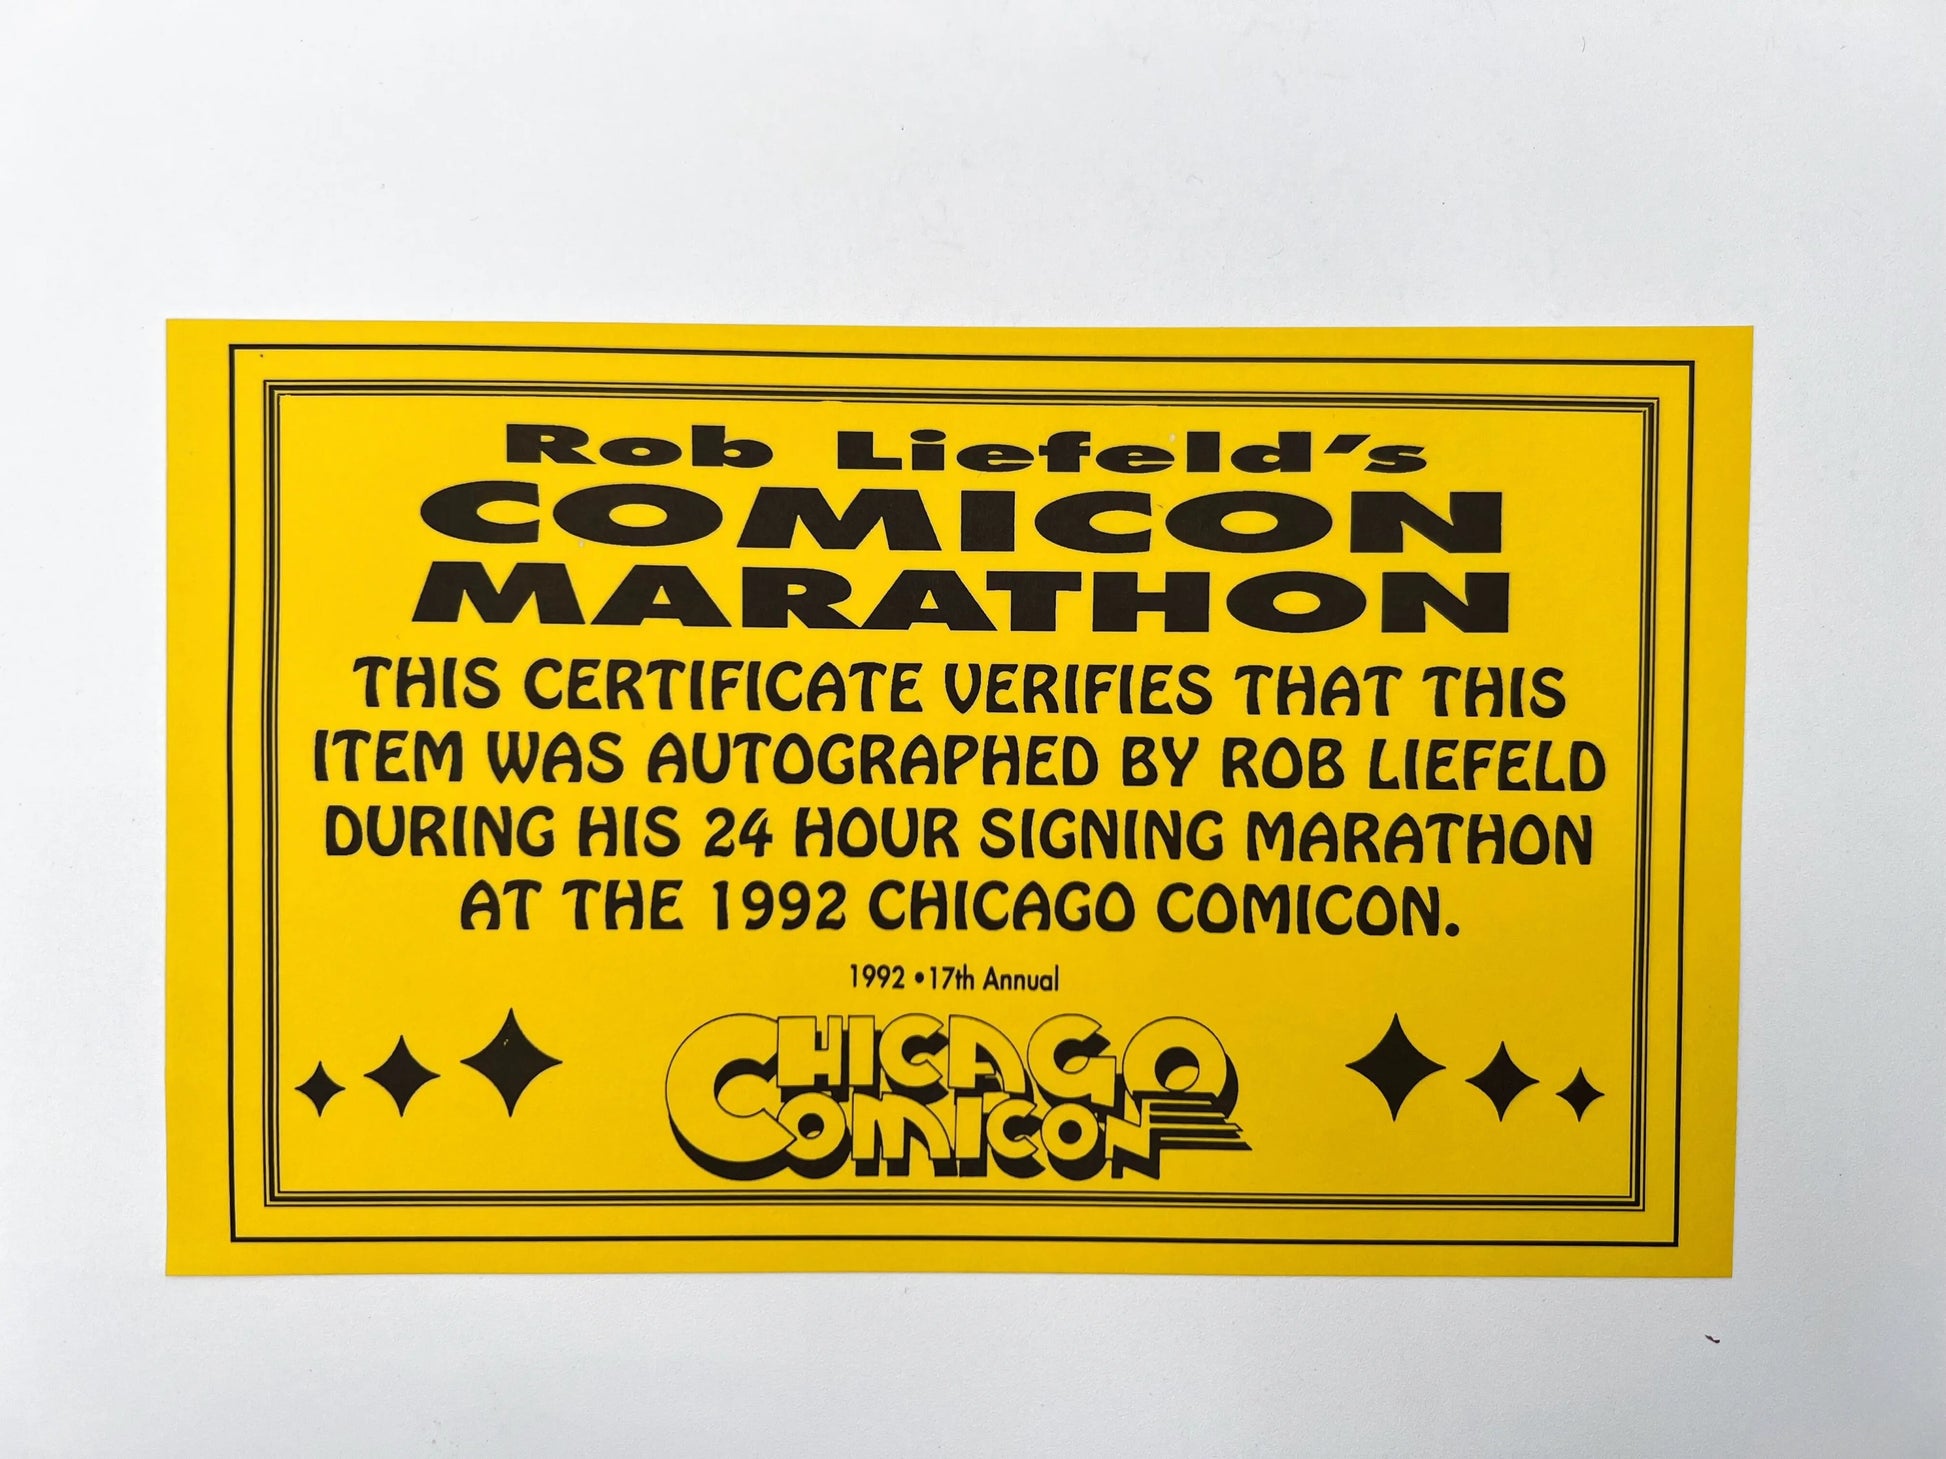 Rob Liefeld's
COMICON
MARATHON
THIS CERTIFICATE VERIFIES THAT THIS
ITEM WAS AUTOGRAPHED BY ROB LIEFELD
DURING HIS 24 HOUR SIGNING MARATHON
AT THE 1992 CHICAGO COMICON.
1992 • 17th Annual
CHICAGO
COMICON